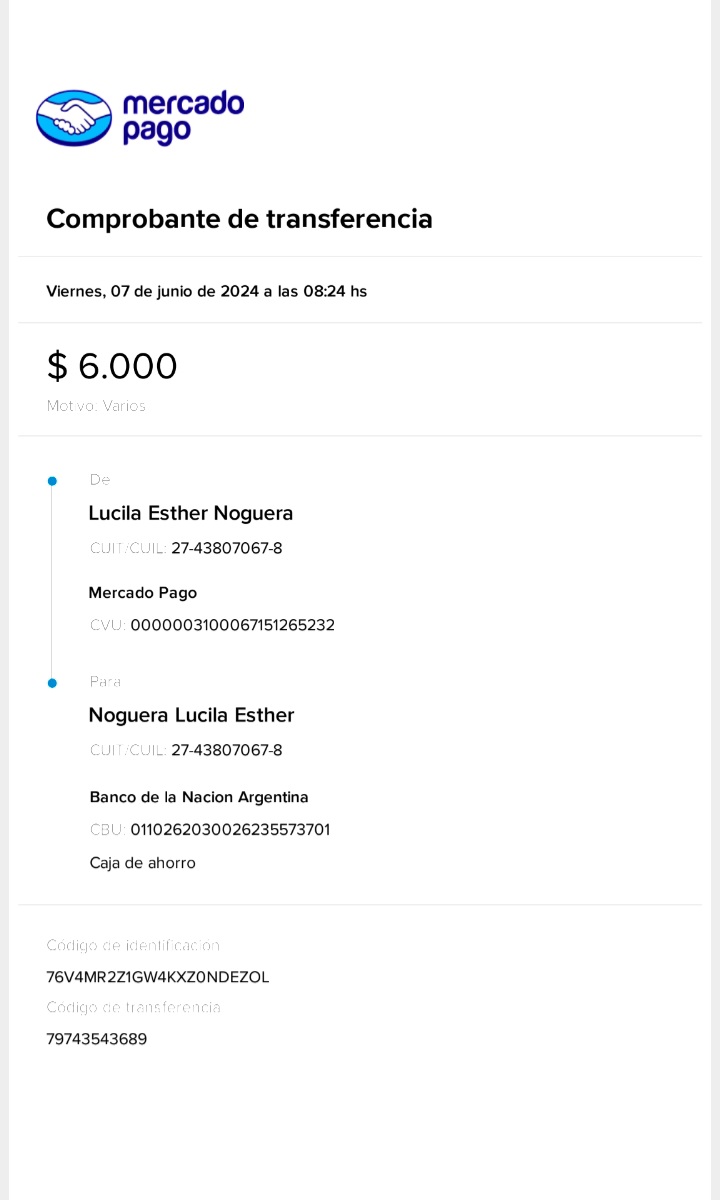 mercado
pago
Comprobante de transferencia
Viernes, 07 de junio de 2024 a las 08:24 hs
$ 6.000
Motivo: Varios
De
Lucila Esther Noguera
CUIT/CUIL: 27-43807067-8
Mercado Pago
CVU: 0000003100067151265232
Para
Noguera Lucila Esther
CUIT/CUIL: 27-43807067-8
Banco de la Nacion Argentina
CBU: 0110262030026235573701
Caja de ahorro
Código de identificación
76V4MR2Z1GW4KXZ0NDEZOL
Código de transferencia
79743543689